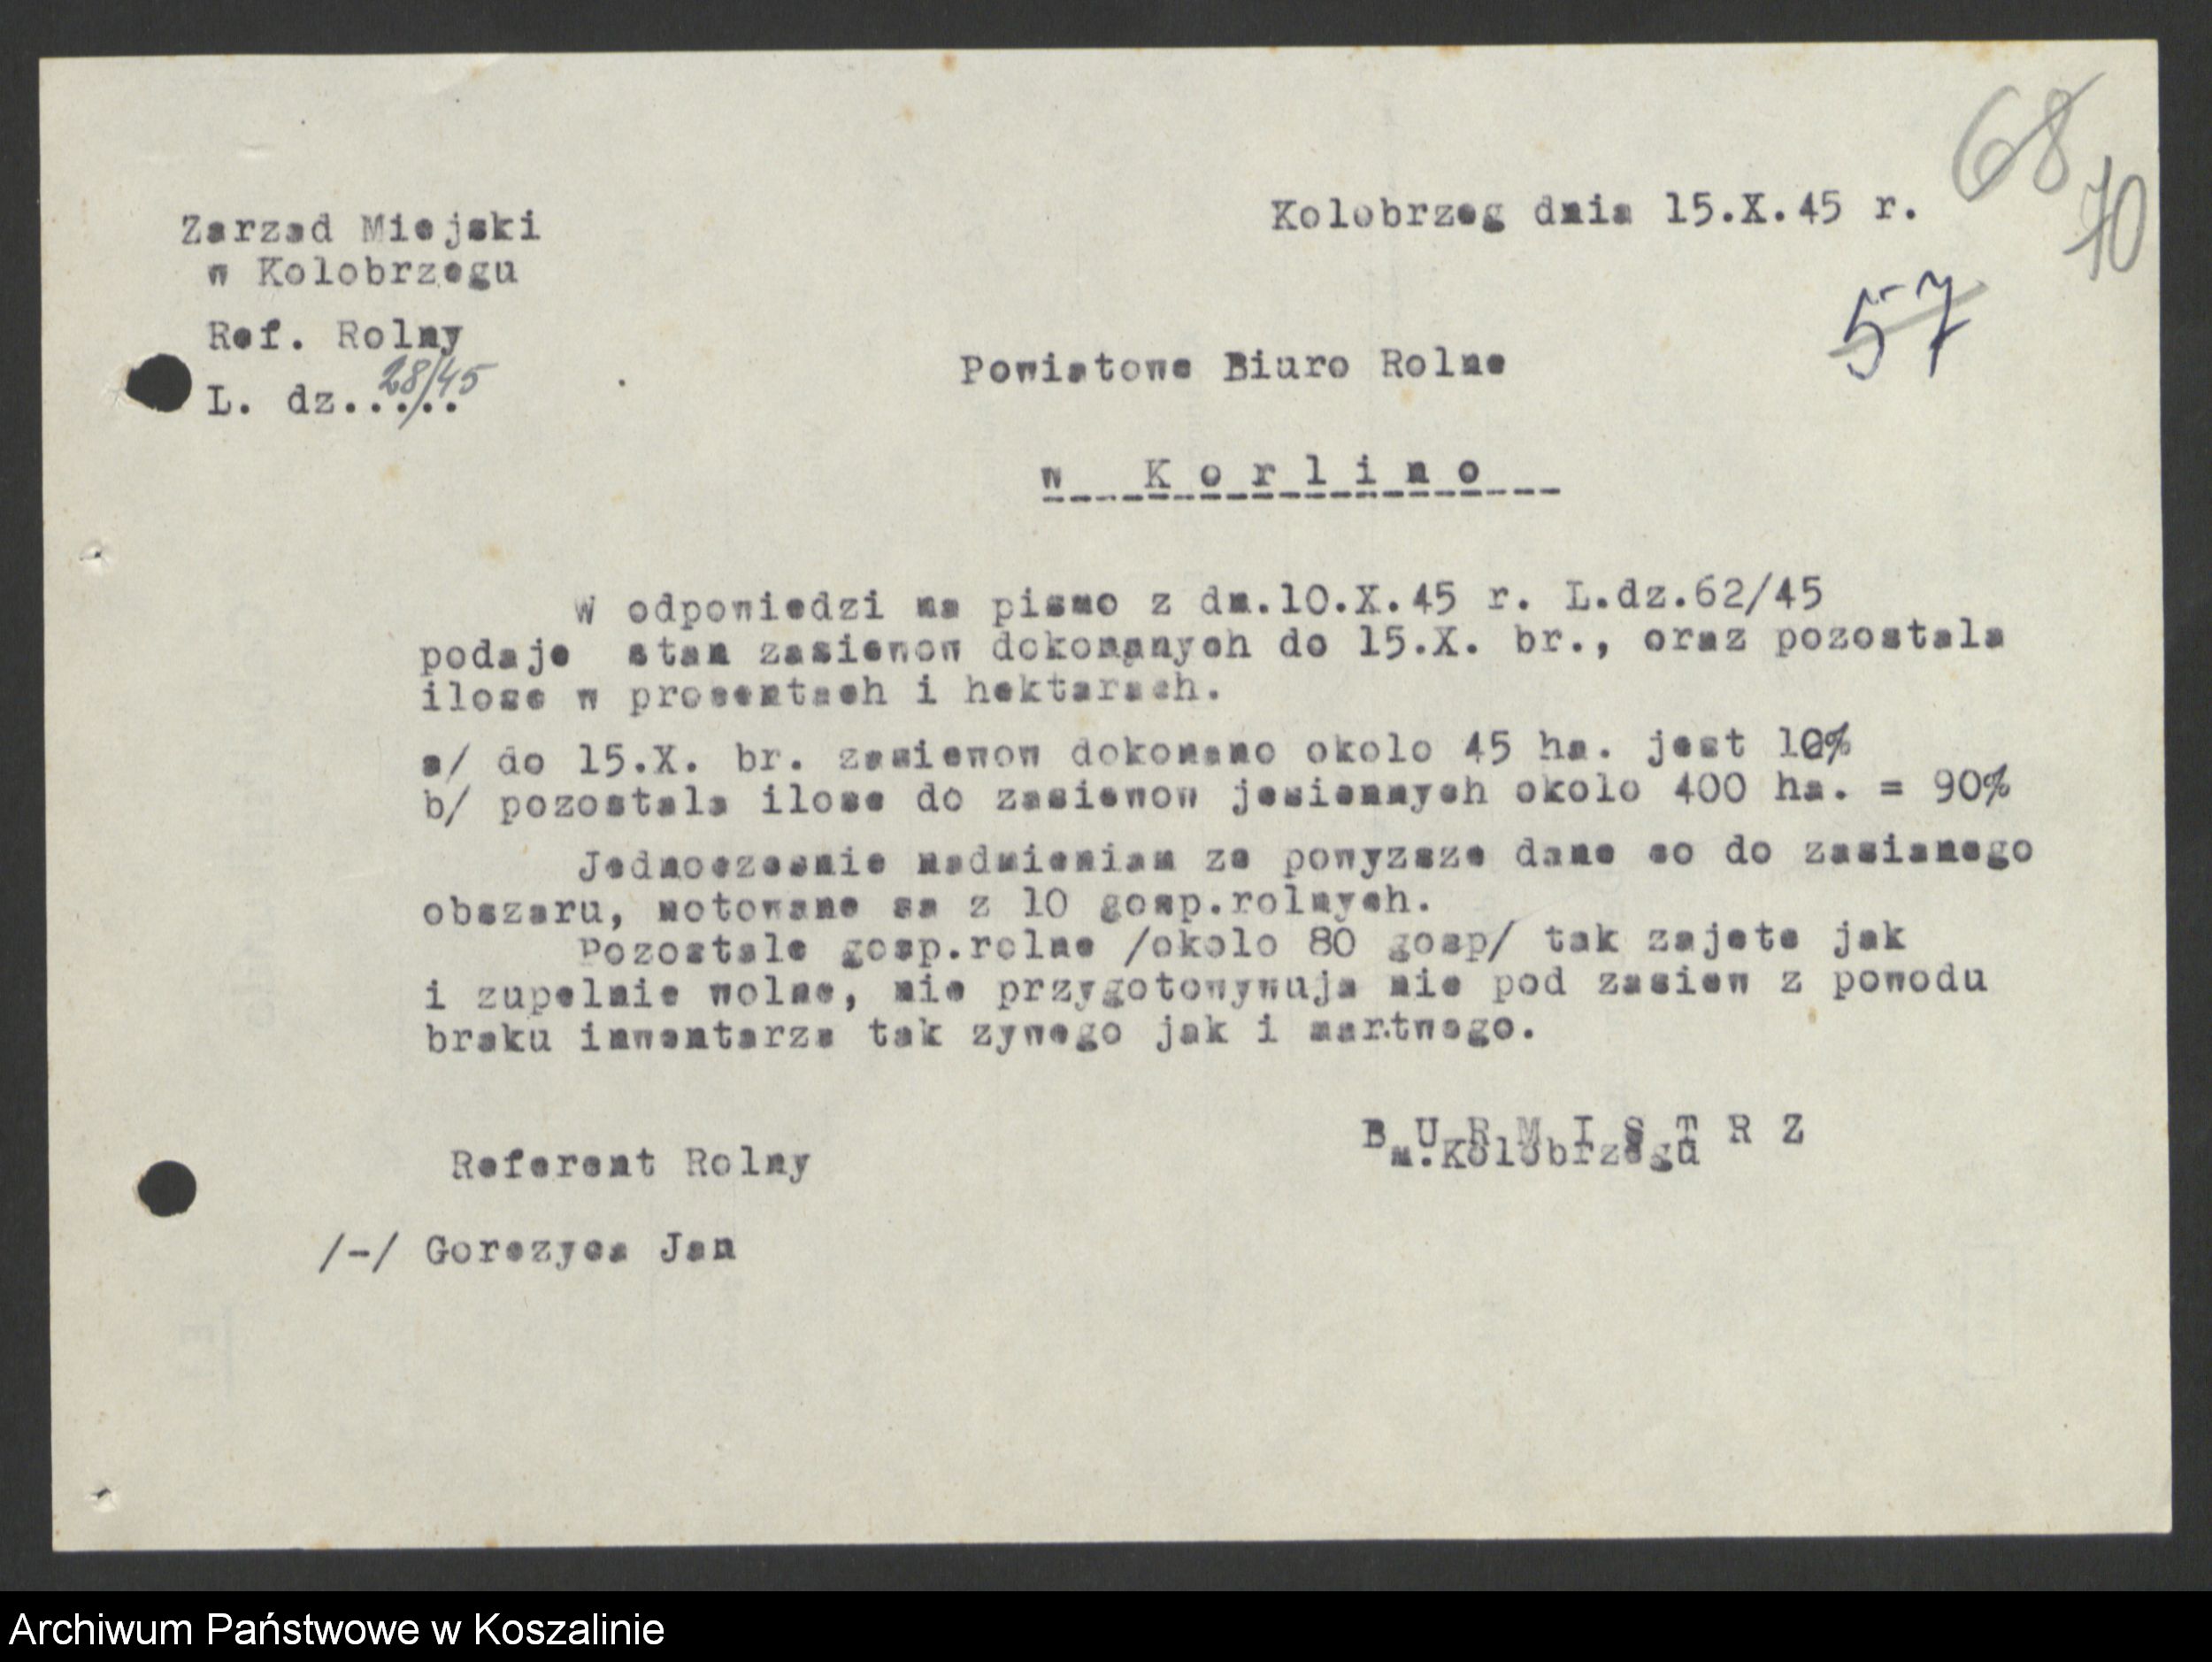 68
70
57
Kolobrzeg dnia 15.X.45 r.
Zarzad Miejski
w Kolobrzegu
Ref. Rolny
L. dz...... 28/45
Powiatowe Biuro Rolne
w Korlino
W odpowiedzi na pismo z dn.10.X.45 r. L.dz.62/45
podaje stan zasiewow dokonanych do 15.X. br., oraz pozostala
ilosc w procentach i hektarach.
a/ do 15.X. br. zasiewow dokonano okolo 45 ha. jest 10%
b/ pozostala ilosc do zasiewow jesiennych okolo 400 ha. = 90%
Jednoczesnie nadmieniam ze powyzsze dane co do zasianego
obszaru, notowane sa z 10 gosp.rolnych.
Pozostale gosp.rolne /okolo 80 gosp/ tak zajete jak
i zupelnie wolne, nie przygotowywuja nic pod zasiew z powodu
braku inwentarza tak zywego jak i martwego.
B U R M I S T R Z
m.Kolobrzegu
Referent Rolny
/-/ Gorczyca Jan
Archiwum Państwowe w Koszalinie